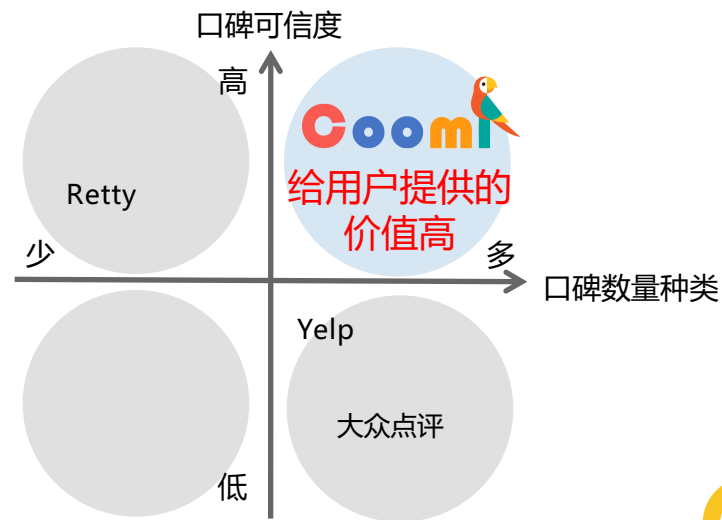 口碑可信度
高
Coomi
给用户提供的
价值高
Retty
少
多
口碑数量种类
Yelp
大众点评
低